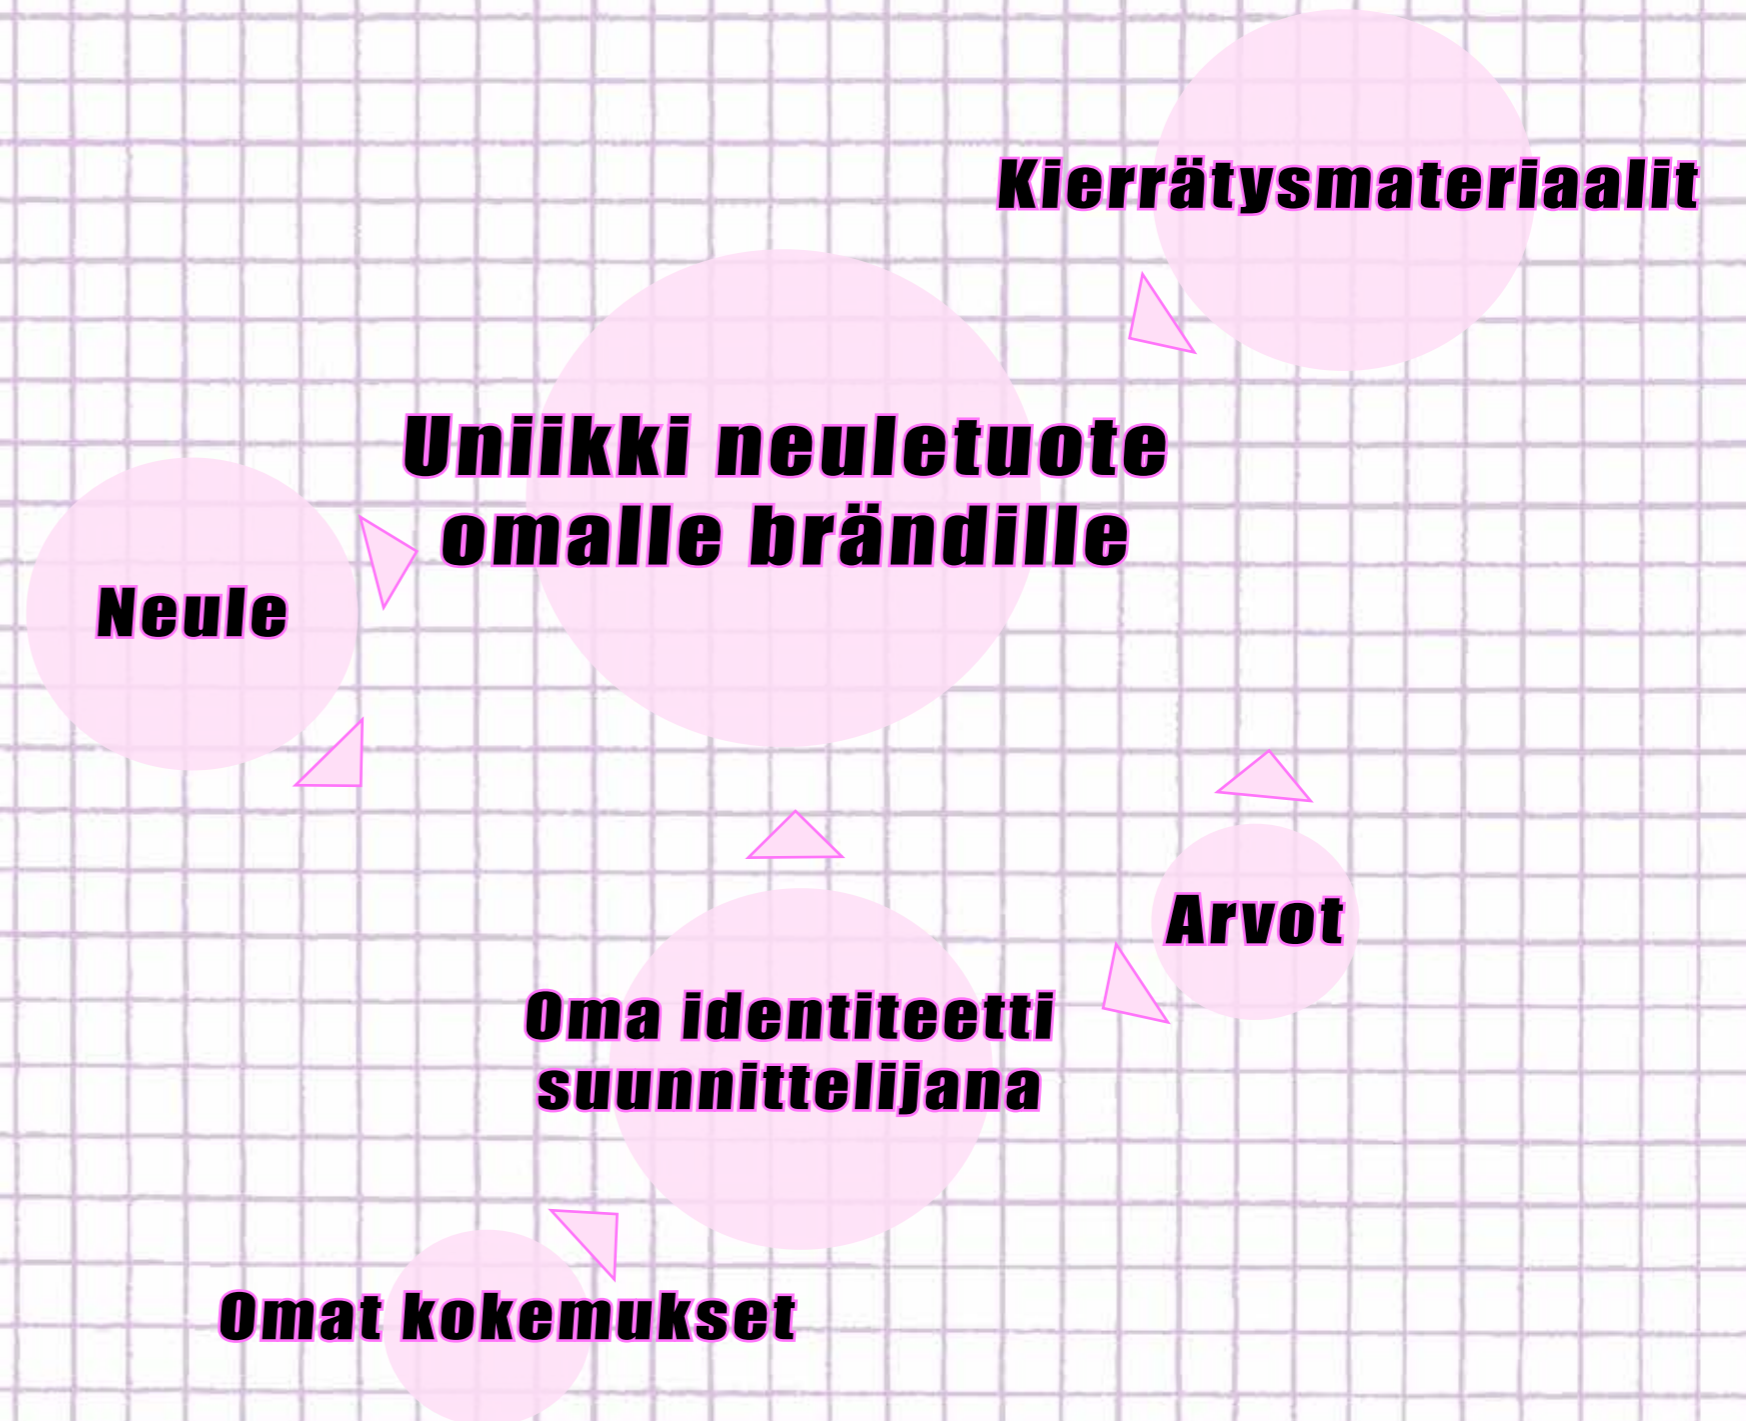 Kierrätysmateriaalit
Uniikki neuletuote
omalle brändille
Neule
Arvot
Oma identiteetti
suunnittelijana
Omat kokemukset